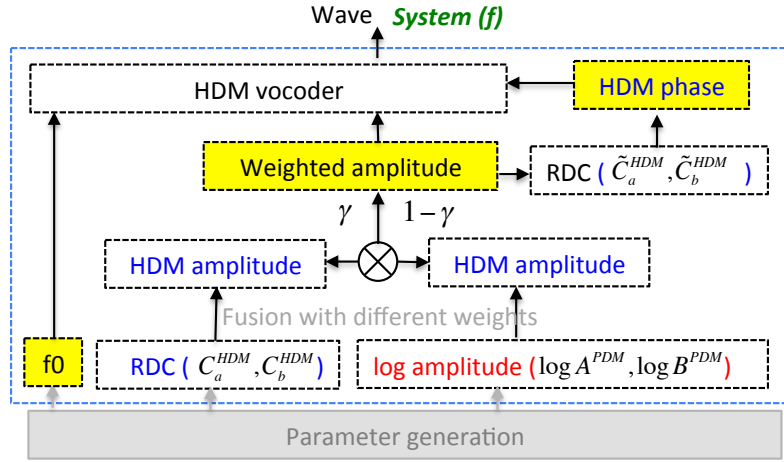 Wave System (f)
HDM vocoder
HDM phase
Weighted amplitude
RDC ( C̃_a^{HDM}, C̃_b^{HDM} )
γ 1 − γ
HDM amplitude
HDM amplitude
Fusion with different weights
f0
RDC ( C_a^{HDM}, C_b^{HDM} )
log amplitude (log A^{PDM}, log B^{PDM})
Parameter generation